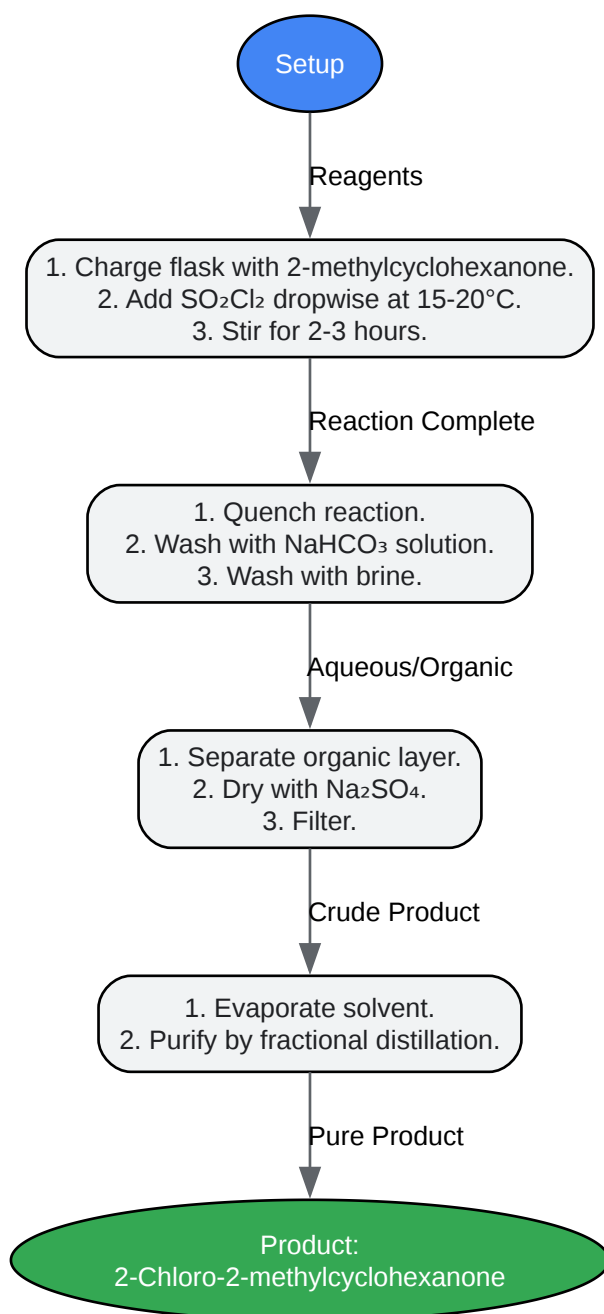 Setup
Reagents
1. Charge flask with 2-methylcyclohexanone.
2. Add SO₂Cl₂ dropwise at 15-20°C.
3. Stir for 2-3 hours.
Reaction Complete
1. Quench reaction.
2. Wash with NaHCO₃ solution.
3. Wash with brine.
Aqueous/Organic
1. Separate organic layer.
2. Dry with Na₂SO₄.
3. Filter.
Crude Product
1. Evaporate solvent.
2. Purify by fractional distillation.
Pure Product
Product:
2-Chloro-2-methylcyclohexanone